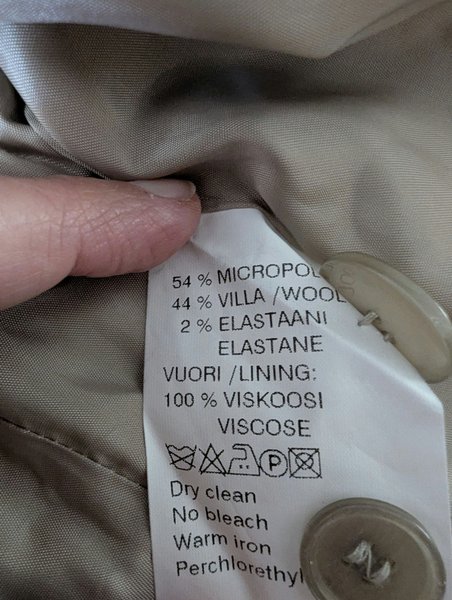 54 % MICROPOL
44 % VILLA /WOOL
2 % ELASTAANI
ELASTANE
VUORI /LINING:
100 % VISKOOSI
VISCOSE
P
Dry clean
No bleach
Warm iron
Perchlorethyl